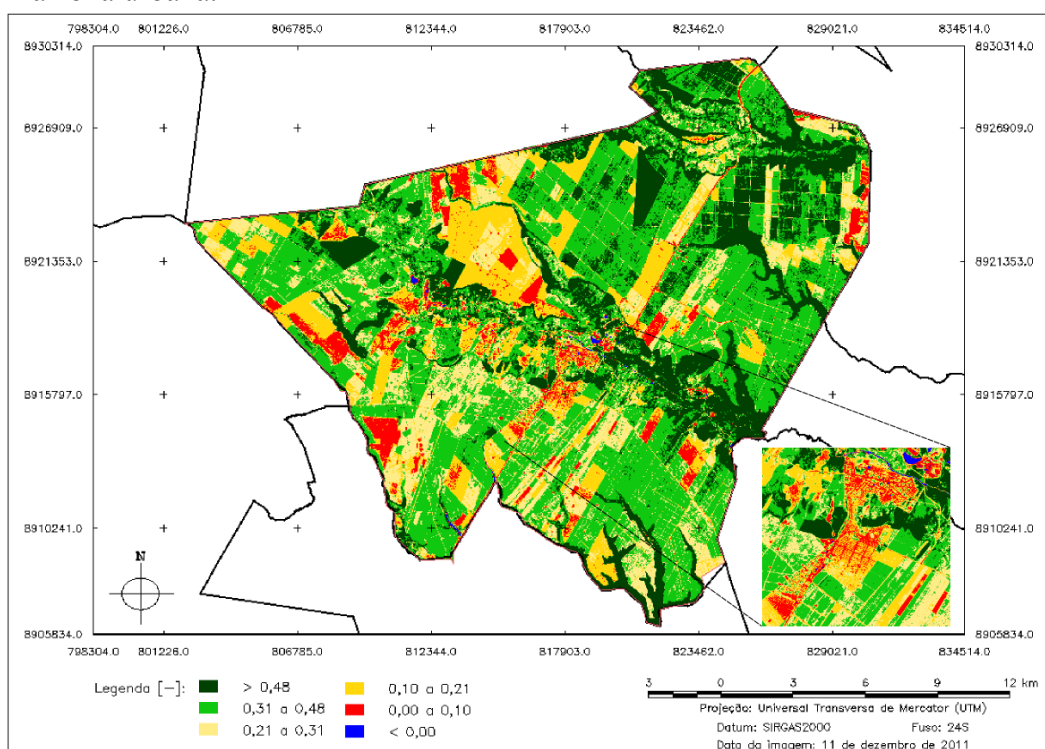 798304.0 801226.0 806785.0 812344.0 817903.0 823462.0 829021.0 834514.0
8930314.0 8930314.0
8926909.0 8926909.0
8921353.0 8921353.0
8915797.0 8915797.0
8910241.0 8910241.0
N
8905834.0 8905834.0
798304.0 801226.0 806785.0 812344.0 817903.0 823462.0 829021.0 834514.0
Legenda [-]: > 0,48 0,10 a 0,21
0,31 a 0,48 0,00 a 0,10
0,21 a 0,31 < 0,00
3 0 3 6 9 12 km
Projeção: Universal Transversa de Mercator (UTM)
Datum: SIRGAS2000 Fuso: 24S
Data da Imagem: 11 de dezembro de 2011